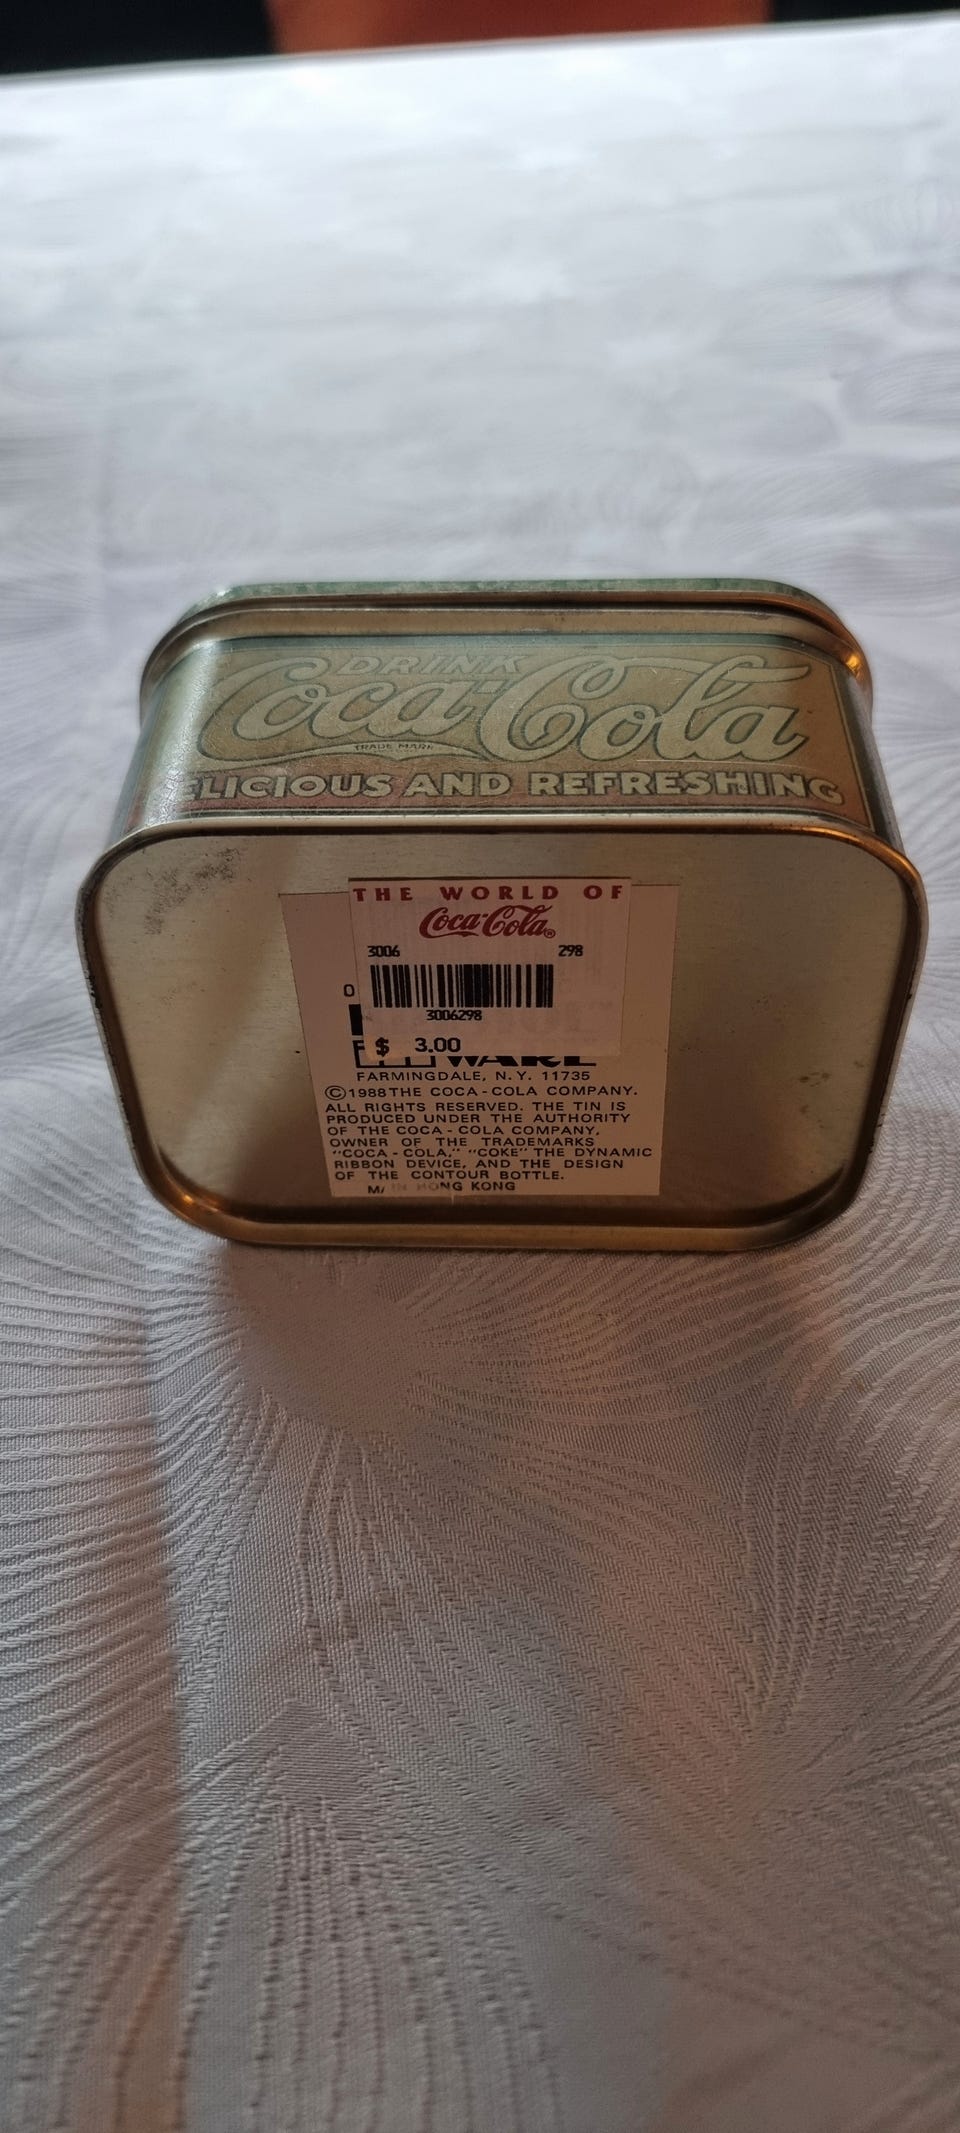 DRINK
Coca-Cola
TRADE MARK
ELICIOUS AND REFRESHING
THE WORLD OF
Coca-Cola®
3006 298
3006298
$ 3.00
WARE
FARMINGDALE, N.Y. 11735
©1988 THE COCA-COLA COMPANY.
ALL RIGHTS RESERVED. THE TIN IS
PRODUCED UNDER THE AUTHORITY
OF THE COCA-COLA COMPANY,
OWNER OF THE TRADEMARKS
"COCA-COLA," "COKE" THE DYNAMIC
RIBBON DEVICE, AND THE DESIGN
OF THE CONTOUR BOTTLE.
IN HONG KONG